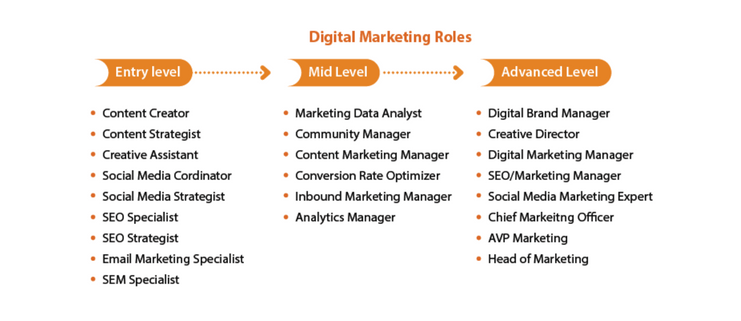 Digital Marketing Roles
Entry level
Mid Level
Advanced Level
Content Creator
Content Strategist
Creative Assistant
Social Media Cordinator
Social Media Strategist
SEO Specialist
SEO Strategist
Email Marketing Specialist
SEM Specialist
Marketing Data Analyst
Community Manager
Content Marketing Manager
Conversion Rate Optimizer
Inbound Marketing Manager
Analytics Manager
Digital Brand Manager
Creative Director
Digital Marketing Manager
SEO/Marketing Manager
Social Media Marketing Expert
Chief Markeitng Officer
AVP Marketing
Head of Marketing